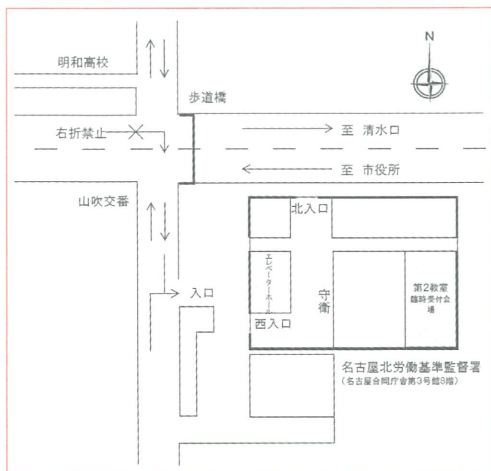 明和高校
N
歩道橋
右折禁止
至 清水口
至 市役所
山吹交番
北入口
エレベーターホール
守衛
第2教室
臨時受付会
場
入口
西入口
名古屋北労働基準監督署
(名古屋合同庁舎第3号館8階)